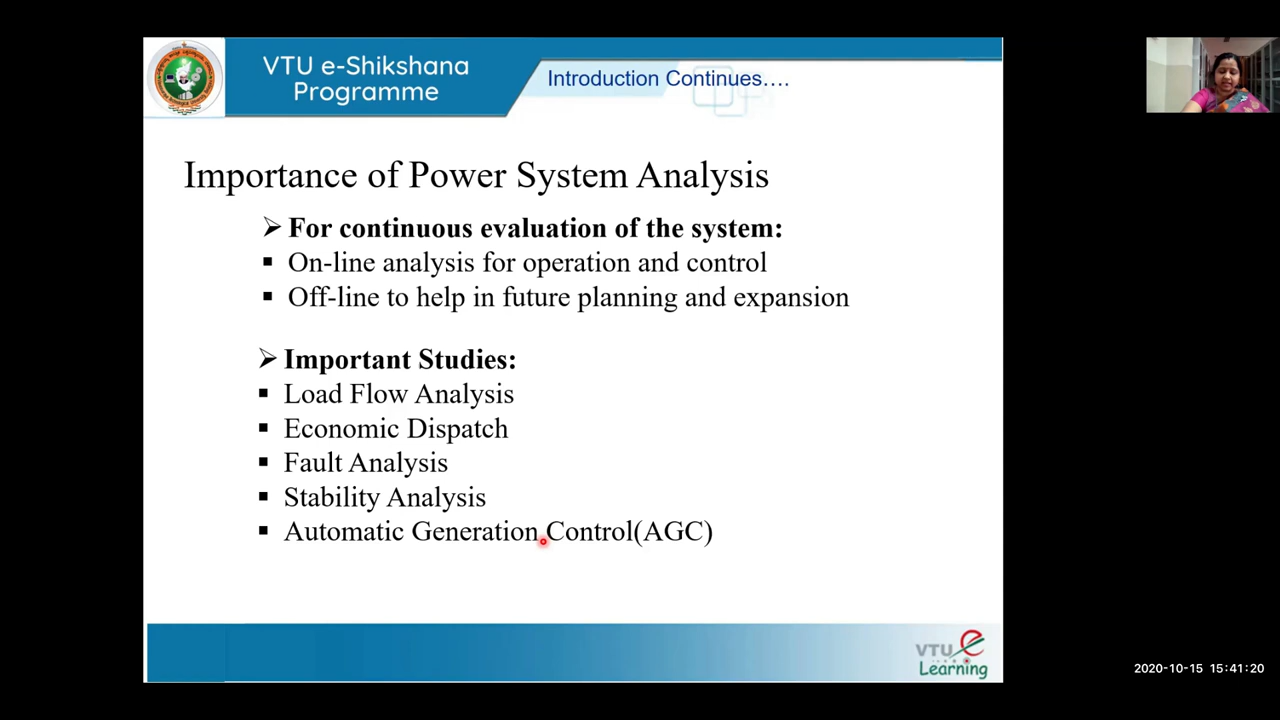 VTU e-Shikshana
Programme
Introduction Continues….
Importance of Power System Analysis
➢ For continuous evaluation of the system:
▪ On-line analysis for operation and control
▪ Off-line to help in future planning and expansion
➢ Important Studies:
▪ Load Flow Analysis
▪ Economic Dispatch
▪ Fault Analysis
▪ Stability Analysis
▪ Automatic Generation Control(AGC)
VTU e
Learning
2020-10-15 15:41:20